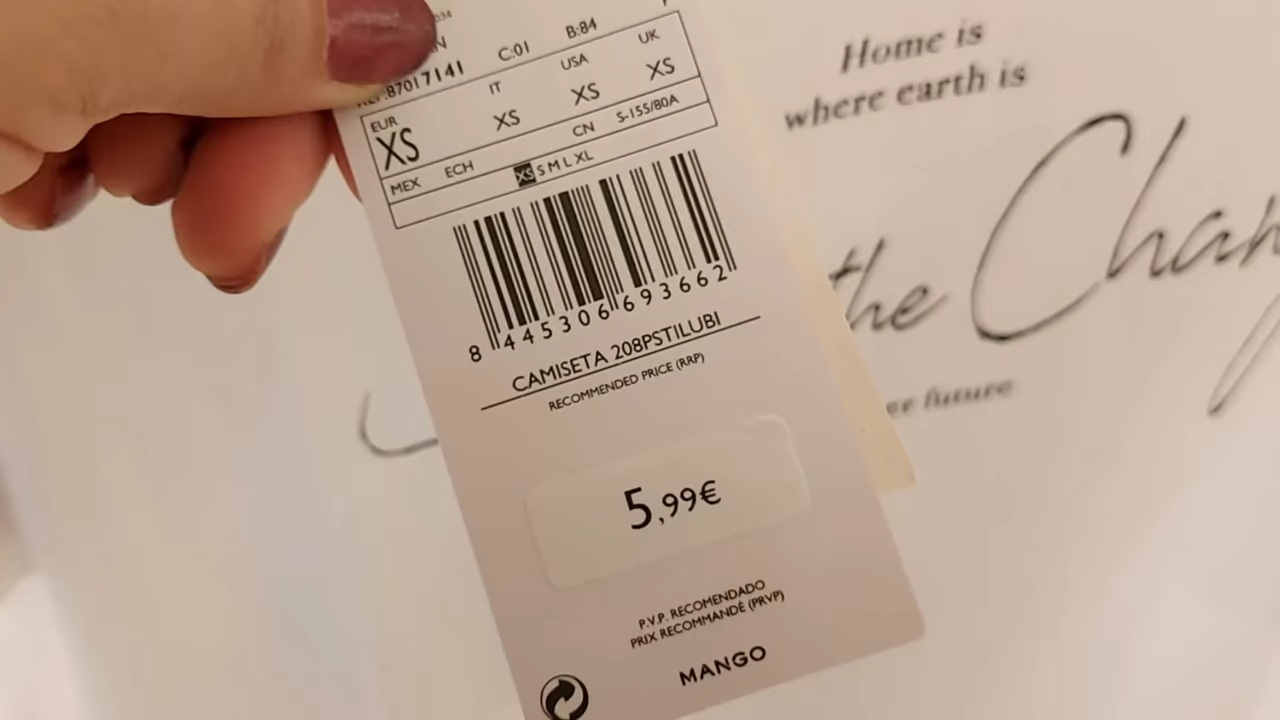 C:01 B:84
87017141
EUR IT USA UK
XS XS XS XS
MEX ECH CN S-155/80A
XS S M L XL
8 445306 693662
CAMISETA 208PSTILUBI
RECOMMENDED PRICE (RRP)
5,99€
P.V.P. RECOMENDADO
PRIX RECOMMANDÉ (PRVP)
MANGO
Home is
where earth is
the
future